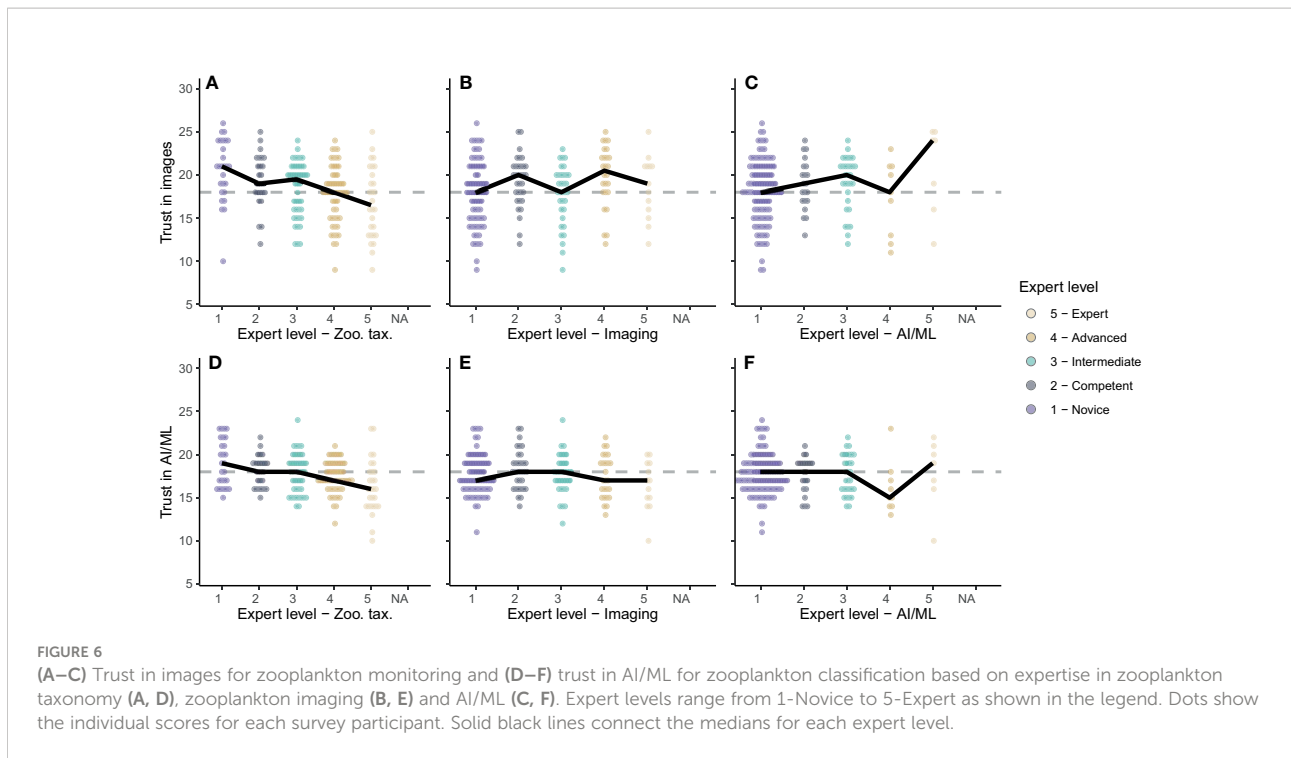 A
B
C
30
25
20
15
10
5
Trust in images
1 2 3 4 5 NA
Expert level – Zoo. tax.
1 2 3 4 5 NA
Expert level – Imaging
1 2 3 4 5 NA
Expert level – AI/ML
Expert level
5 – Expert
4 – Advanced
3 – Intermediate
2 – Competent
1 – Novice
D
E
F
30
25
20
15
10
5
Trust in AI/ML
1 2 3 4 5 NA
Expert level – Zoo. tax.
1 2 3 4 5 NA
Expert level – Imaging
1 2 3 4 5 NA
Expert level – AI/ML
FIGURE 6
(A–C) Trust in images for zooplankton monitoring and (D–F) trust in AI/ML for zooplankton classification based on expertise in zooplankton
taxonomy (A, D), zooplankton imaging (B, E) and AI/ML (C, F). Expert levels range from 1-Novice to 5-Expert as shown in the legend. Dots show
the individual scores for each survey participant. Solid black lines connect the medians for each expert level.